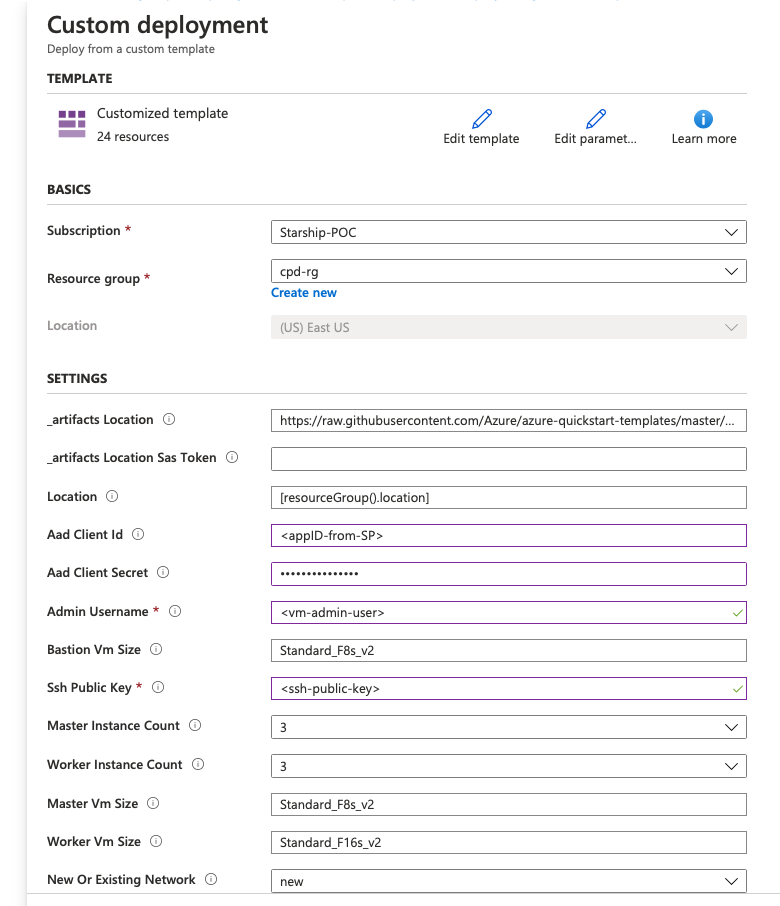 Custom deployment
Deploy from a custom template
TEMPLATE
Customized template
24 resources
Edit template
Edit paramet...
Learn more
BASICS
Subscription *
Starship-POC
Resource group *
cpd-rg
Create new
Location
(US) East US
SETTINGS
_artifacts Location
https://raw.githubusercontent.com/Azure/azure-quickstart-templates/master/...
_artifacts Location Sas Token
Location
[resourceGroup().location]
Aad Client Id
<appID-from-SP>
Aad Client Secret
•••••••••••••••
Admin Username *
<vm-admin-user>
Bastion Vm Size
Standard_F8s_v2
Ssh Public Key *
<ssh-public-key>
Master Instance Count
3
Worker Instance Count
3
Master Vm Size
Standard_F8s_v2
Worker Vm Size
Standard_F16s_v2
New Or Existing Network
new